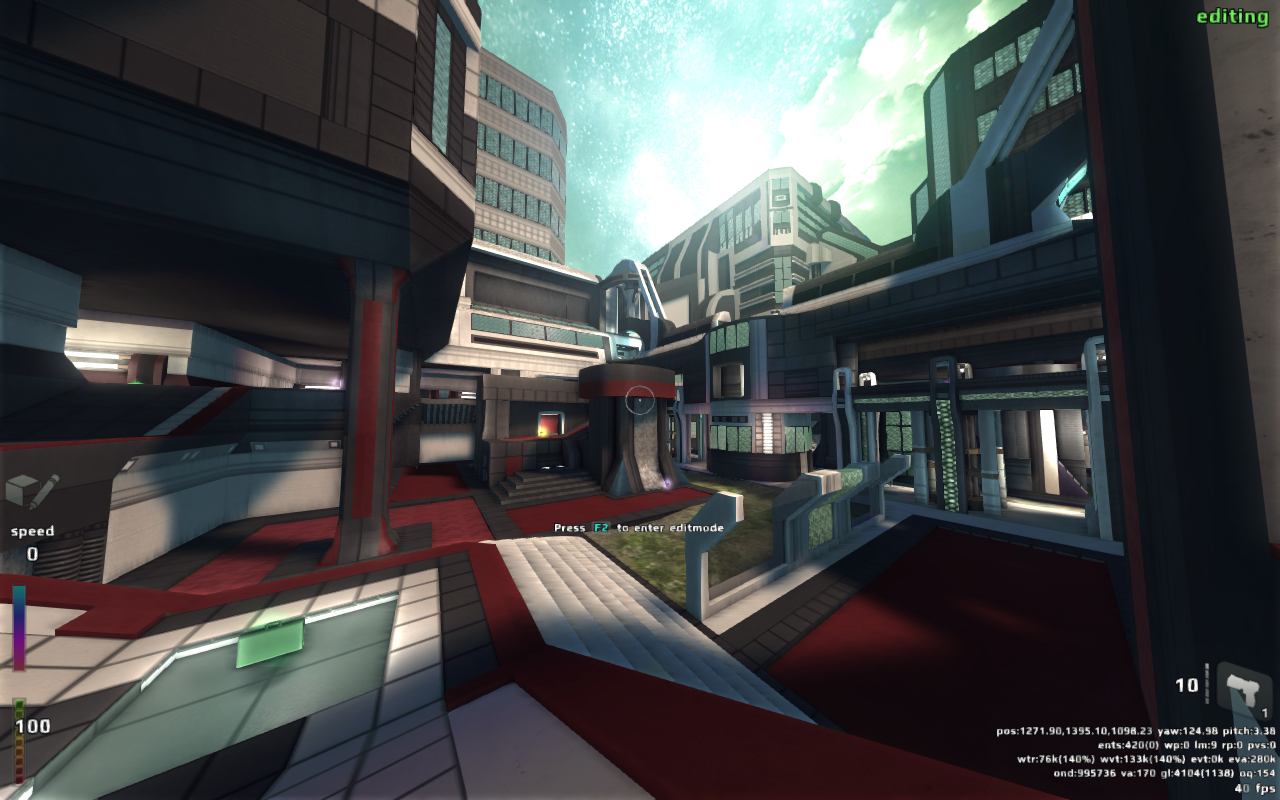 editing
speed
0
Press F2 to enter editmode
100
10
1
pos:1271.90,1395.10,1098.23 yaw:124.98 pitch:3.38
ents:420(0) wp:0 lm:9 rp:0 pvs:0
wtr:76k(140%) wvt:133k(140%) evt:0k eva:280k
ond:995736 va:170 gl:4104(1138) oq:154
40 fps